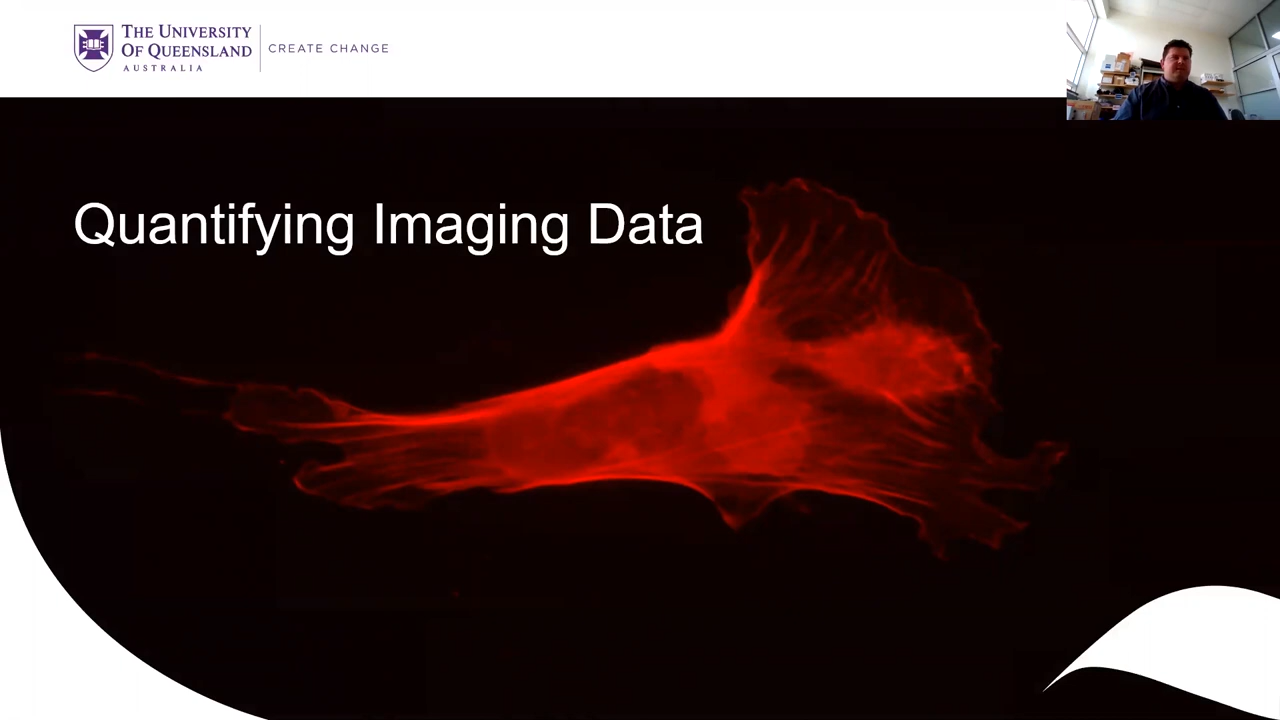 THE UNIVERSITY
OF QUEENSLAND
AUSTRALIA
CREATE CHANGE
Quantifying Imaging Data